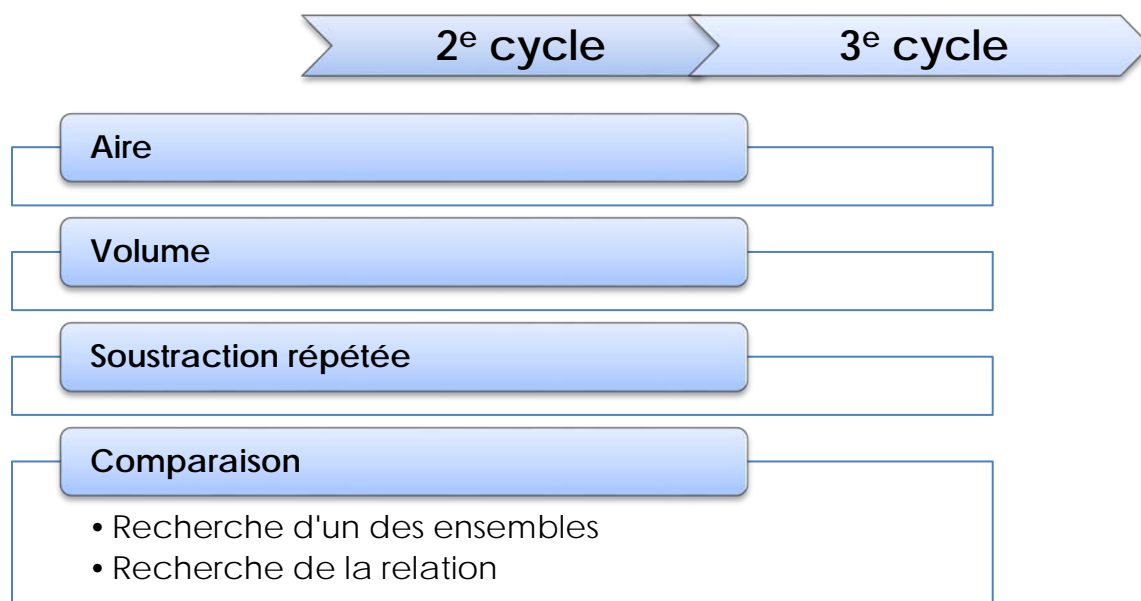 2e cycle 3e cycle
Aire
Volume
Soustraction répétée
Comparaison
• Recherche d'un des ensembles
• Recherche de la relation